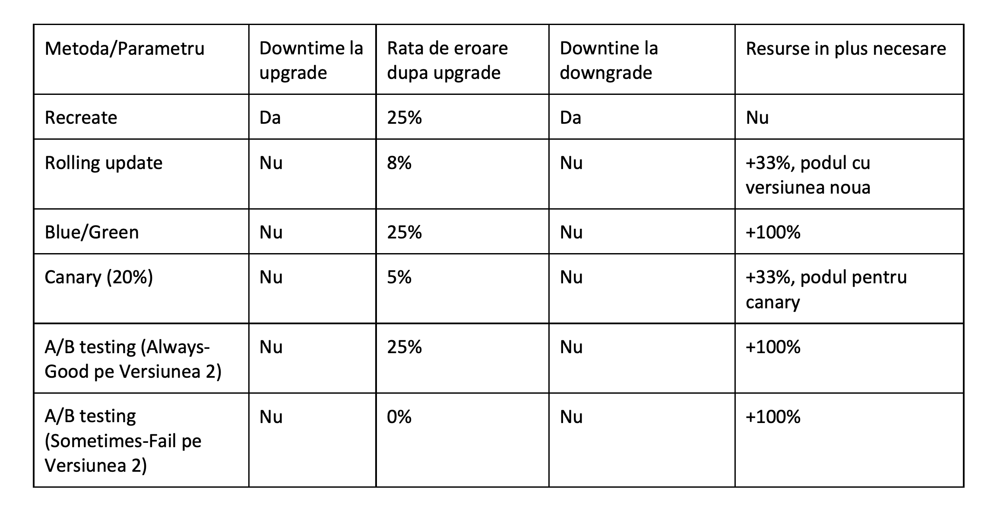 Metoda/Parametru
Downtime la
upgrade
Rata de eroare
dupa upgrade
Downtine la
downgrade
Resurse in plus necesare
Recreate
Da
25%
Da
Nu
Rolling update
Nu
8%
Nu
+33%, podul cu
versiunea noua
Blue/Green
Nu
25%
Nu
+100%
Canary (20%)
Nu
5%
Nu
+33%, podul pentru
canary
A/B testing (Always-
Good pe Versiunea 2)
Nu
25%
Nu
+100%
A/B testing
(Sometimes-Fail pe
Versiunea 2)
Nu
0%
Nu
+100%